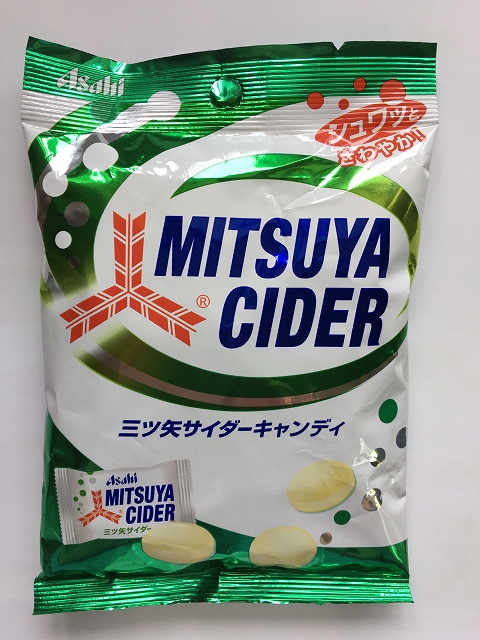 Asahi
シュワッと
さわやか!
MITSUYA
CIDER
®
三ツ矢サイダーキャンディ
Asahi
MITSUYA
CIDER
三ツ矢サイダー